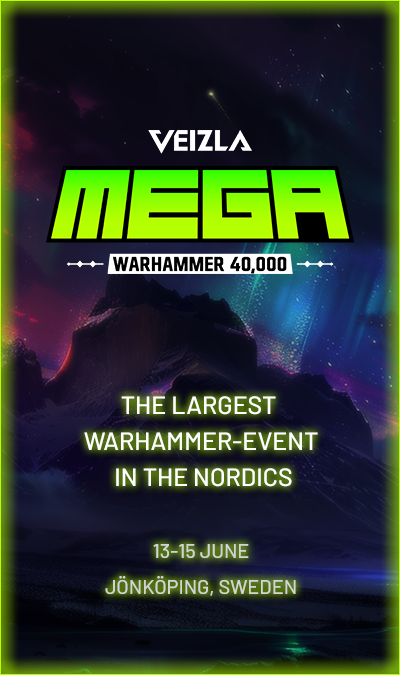 VEIZLA
MEGA
WARHAMMER 40,000
THE LARGEST
WARHAMMER-EVENT
IN THE NORDICS
13-15 JUNE
JÖNKÖPING, SWEDEN